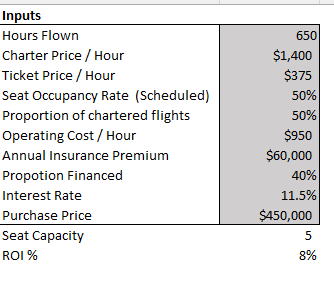 Inputs
Hours Flown 650
Charter Price / Hour $1,400
Ticket Price / Hour $375
Seat Occupancy Rate (Scheduled) 50%
Proportion of chartered flights 50%
Operating Cost / Hour $950
Annual Insurance Premium $60,000
Propotion Financed 40%
Interest Rate 11.5%
Purchase Price $450,000
Seat Capacity 5
ROI % 8%